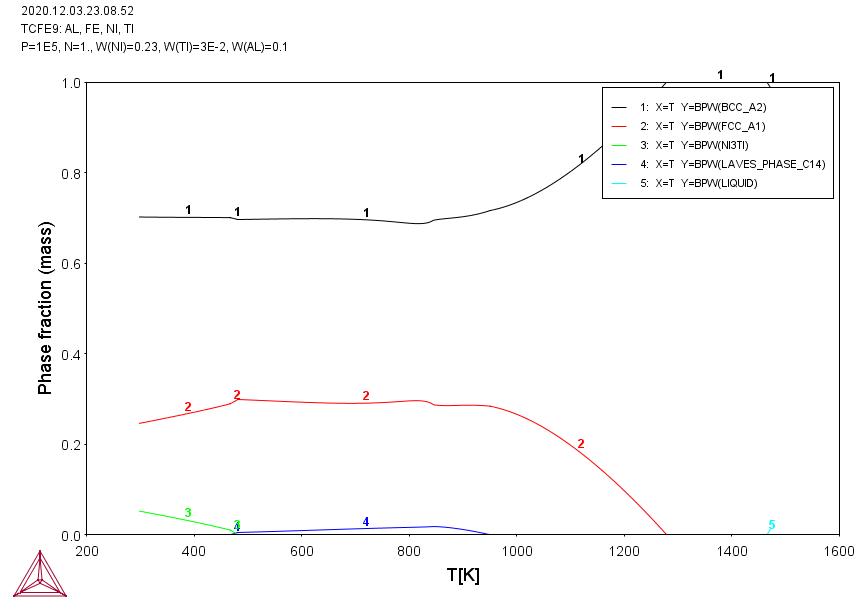 2020.12.03.23.08.52
TCFE9: AL, FE, NI, TI
P=1E5, N=1., W(NI)=0.23, W(TI)=3E-2, W(AL)=0.1
1 1
1.0
1: X=T Y=BPW(BCC_A2)
2: X=T Y=BPW(FCC_A1)
3: X=T Y=BPW(NI3TI)
4: X=T Y=BPW(LAVES_PHASE_C14)
5: X=T Y=BPW(LIQUID)
1
0.8
1 1 1
0.6
Phase fraction (mass)
0.4
2 2 2
2
0.2
3 3 4 4 5
0.0
200 400 600 800 1000 1200 1400 1600
T[K]